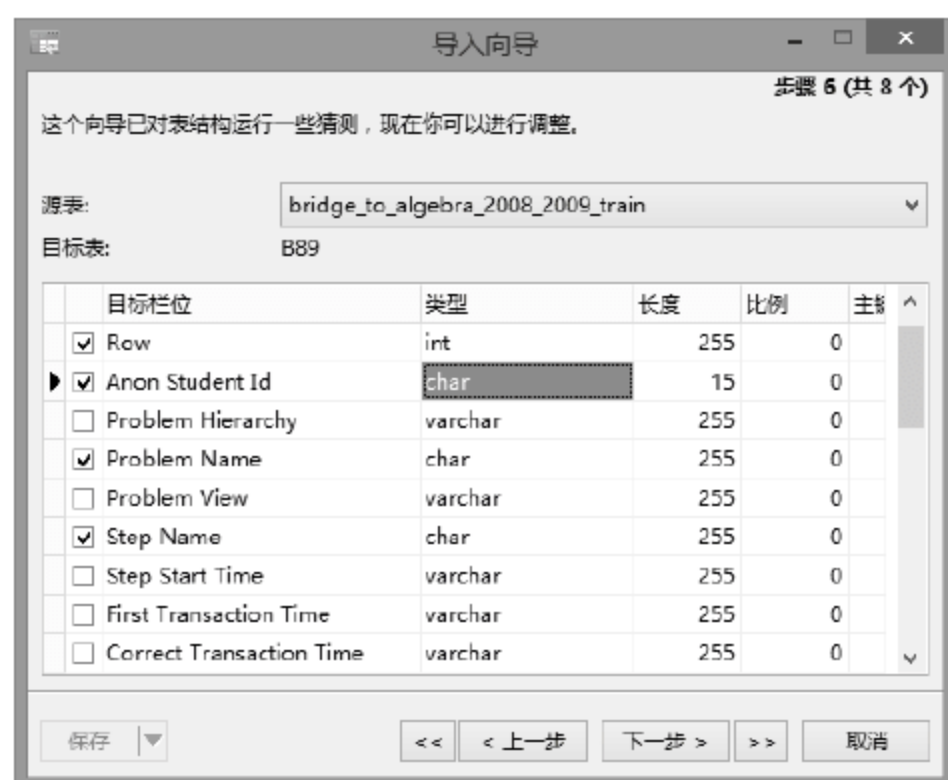 导入向导
步骤 6 (共 8 个)
这个向导已对表结构运行一些猜测，现在你可以进行调整。
源表: bridge_to_algebra_2008_2009_train
目标表: B89
目标栏位 类型 长度 比例 主键
Row int 255 0
Anon Student Id char 15 0
Problem Hierarchy varchar 255 0
Problem Name char 255 0
Problem View varchar 255 0
Step Name char 255 0
Step Start Time varchar 255 0
First Transaction Time varchar 255 0
Correct Transaction Time varchar 255 0
保存 << < 上一步 下一步 > >> 取消